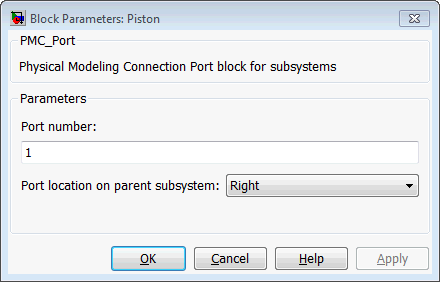 Block Parameters: Piston
PMC_Port
Physical Modeling Connection Port block for subsystems
Parameters
Port number:
1
Port location on parent subsystem: Right
OK Cancel Help Apply